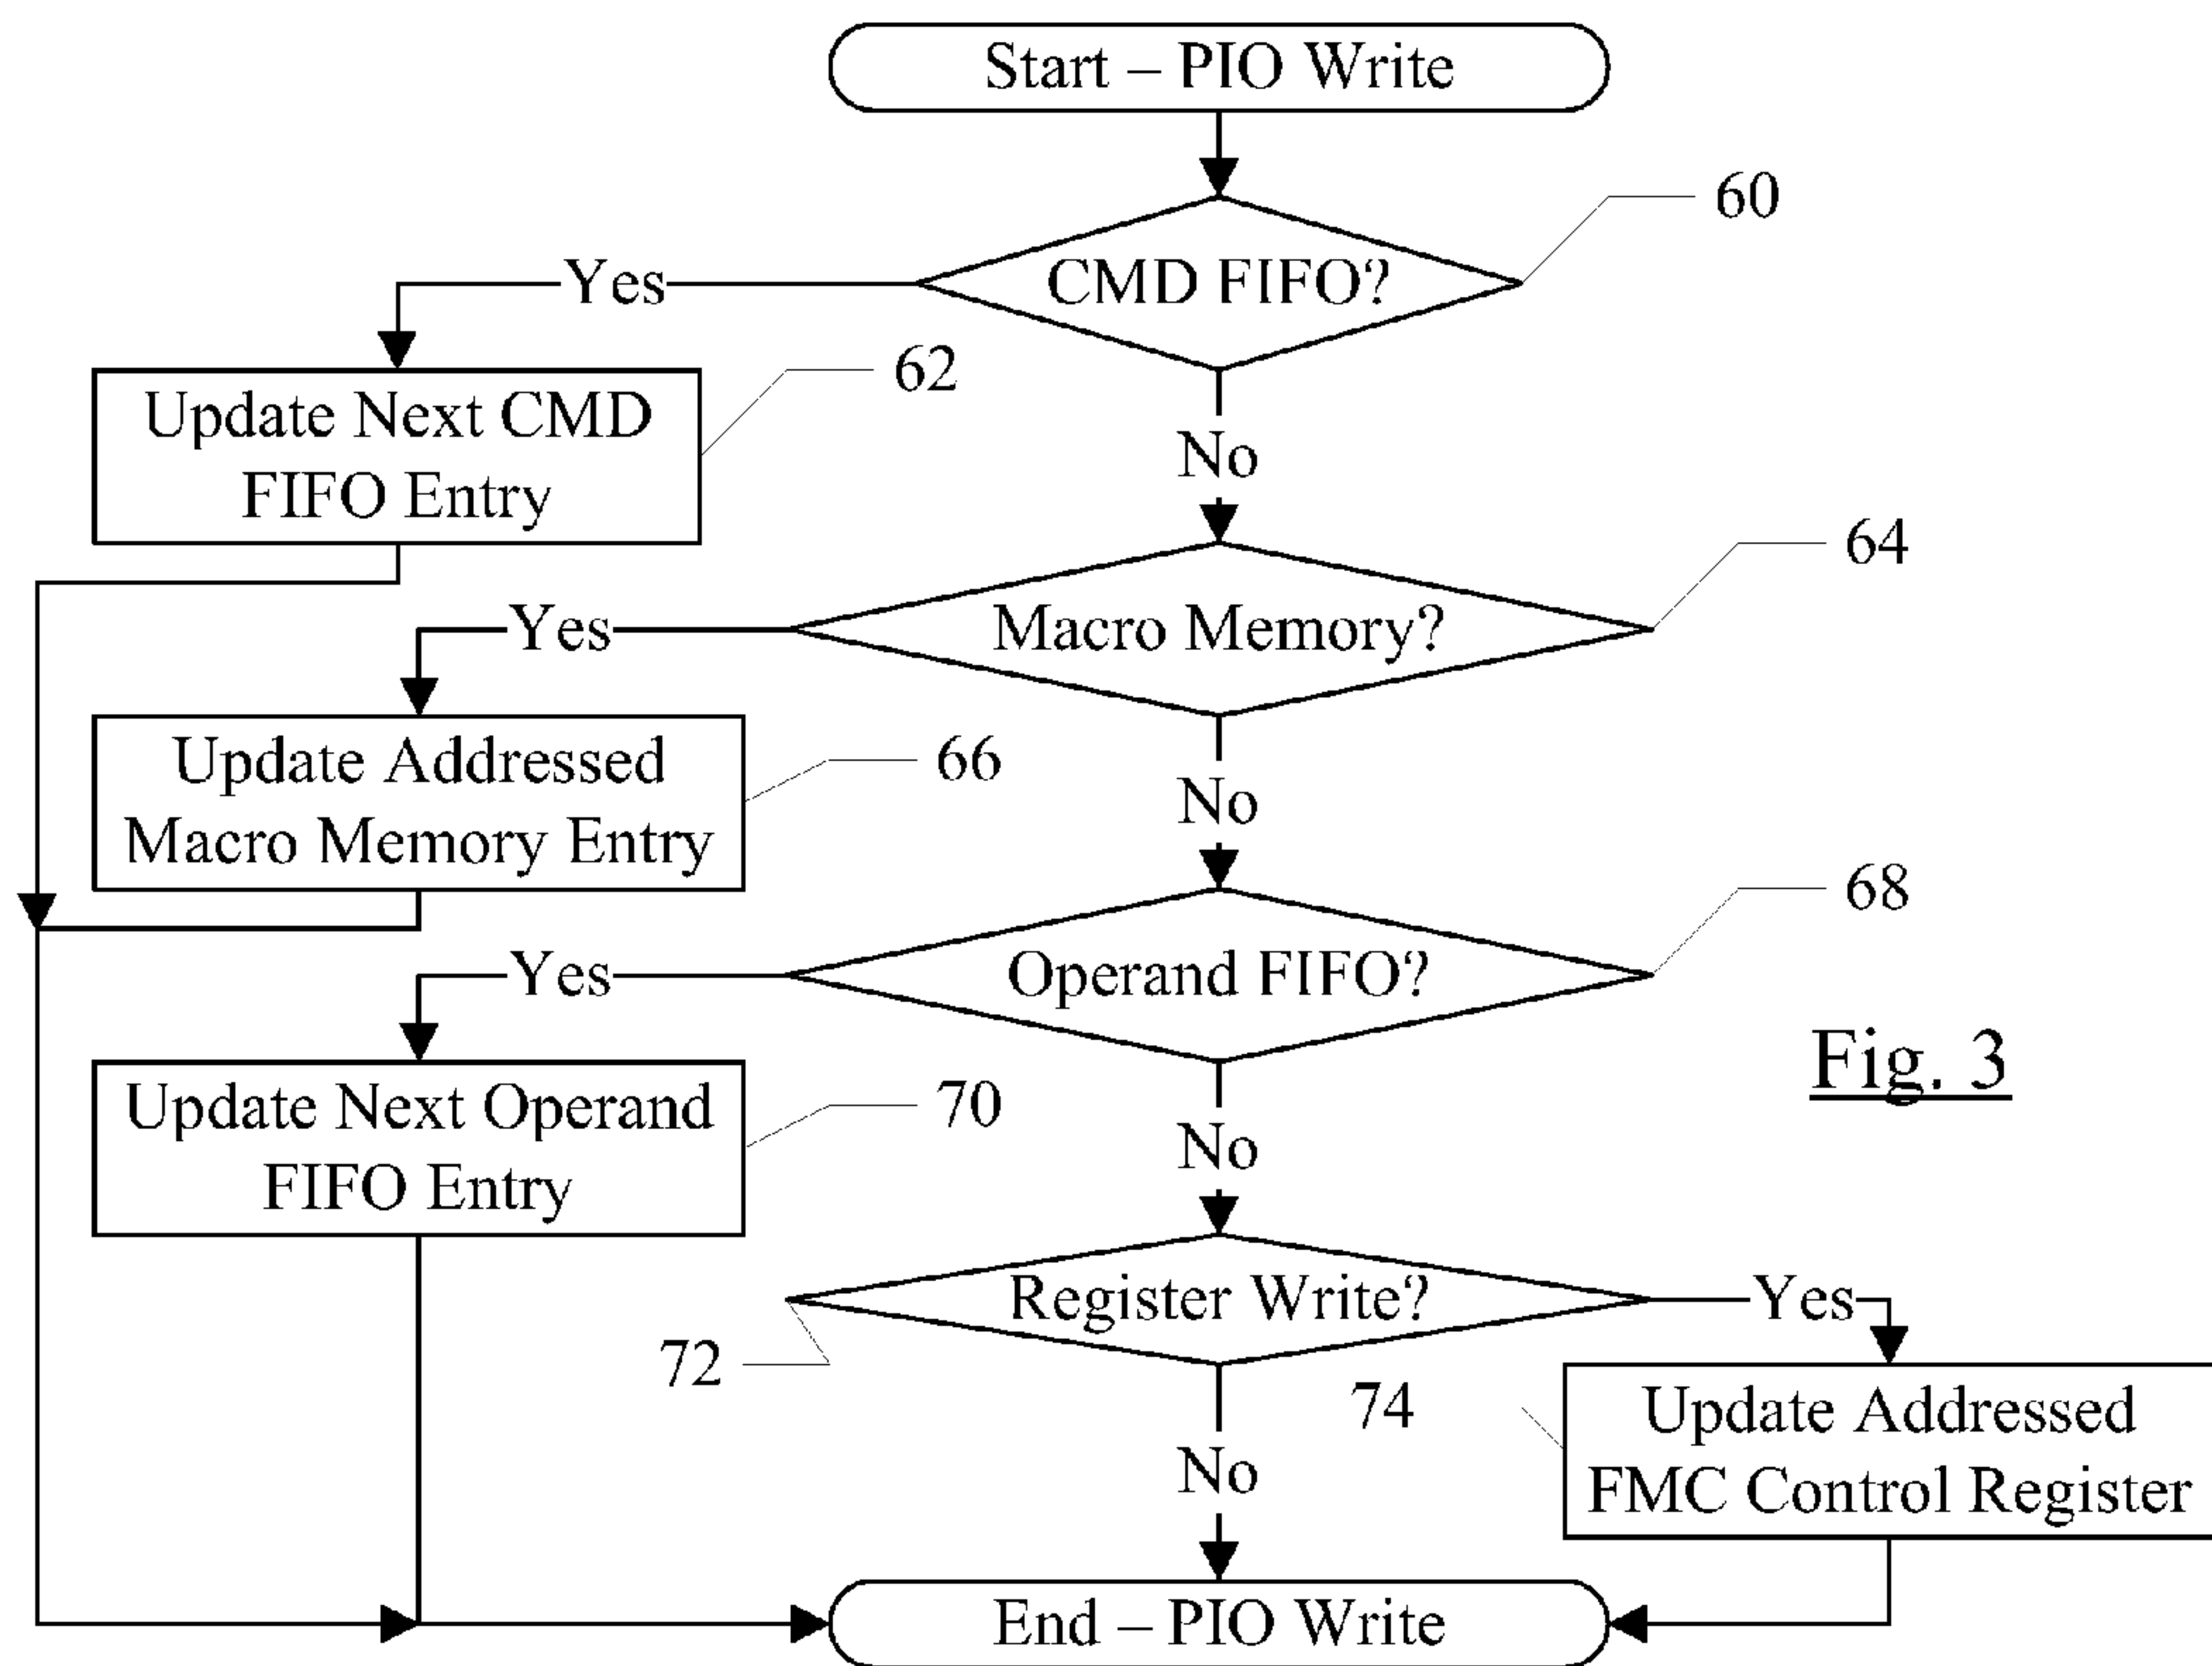 Start – PIO Write
60
CMD FIFO?
Yes
62
Update Next CMD
FIFO Entry
No
64
Macro Memory?
Yes
66
Update Addressed
Macro Memory Entry
No
68
Operand FIFO?
Yes
Fig. 3
70
Update Next Operand
FIFO Entry
No
Register Write?
Yes
72
74
Update Addressed
FMC Control Register
No
End – PIO Write